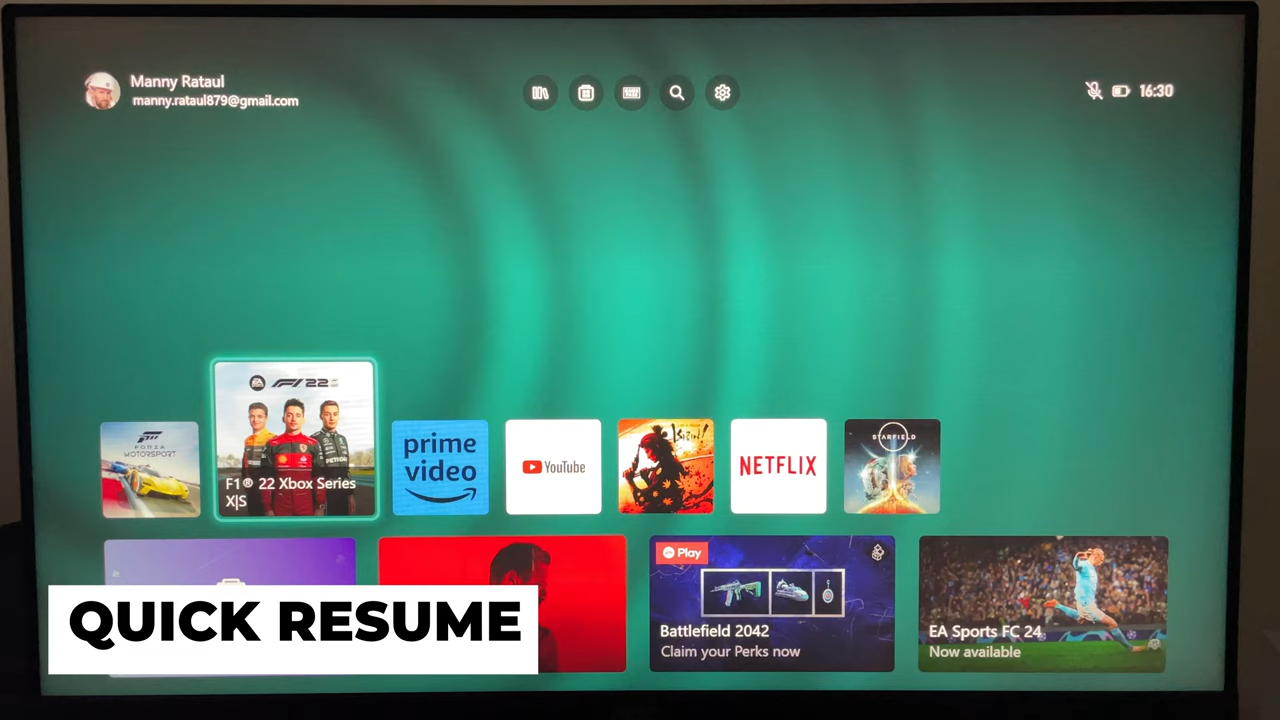 Manny Rataul
manny.rataul879@gmail.com
16:30
FORZA
MOTORSPORT
EA
F1 22
F1® 22 Xbox Series
X|S
prime
video
YouTube
NETFLIX
STARFIELD
Play
Battlefield 2042
Claim your Perks now
EA Sports FC 24
Now available
QUICK RESUME